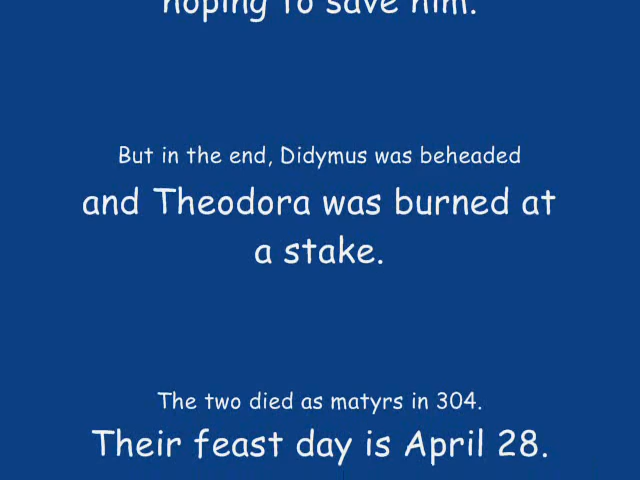 hoping to save him.
But in the end, Didymus was beheaded
and Theodora was burned at
a stake.
The two died as matyrs in 304.
Their feast day is April 28.